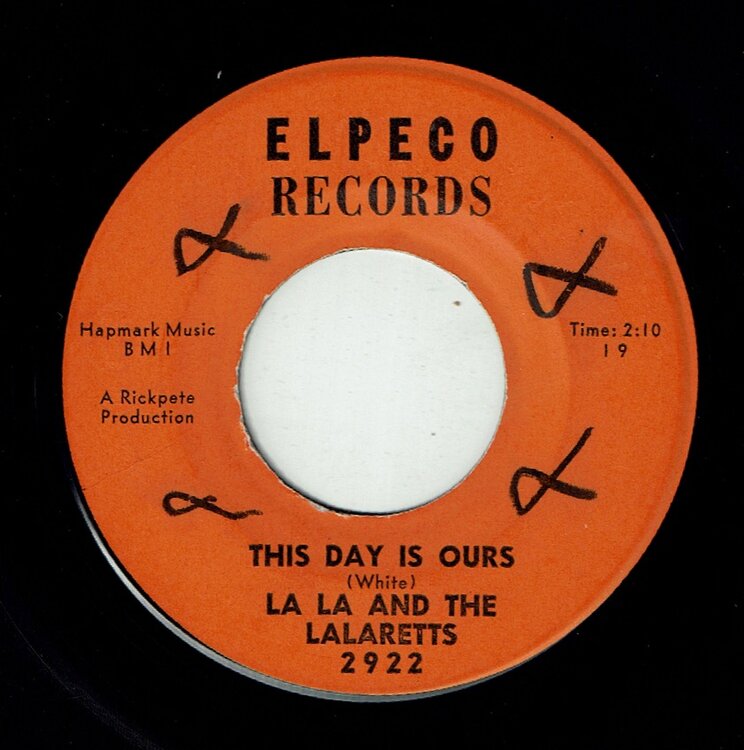 ELPECO
RECORDS
Hapmark Music
BMI
A Rickpete
Production
Time: 2:10
19
THIS DAY IS OURS
(White)
LA LA AND THE
LALARETTS
2922